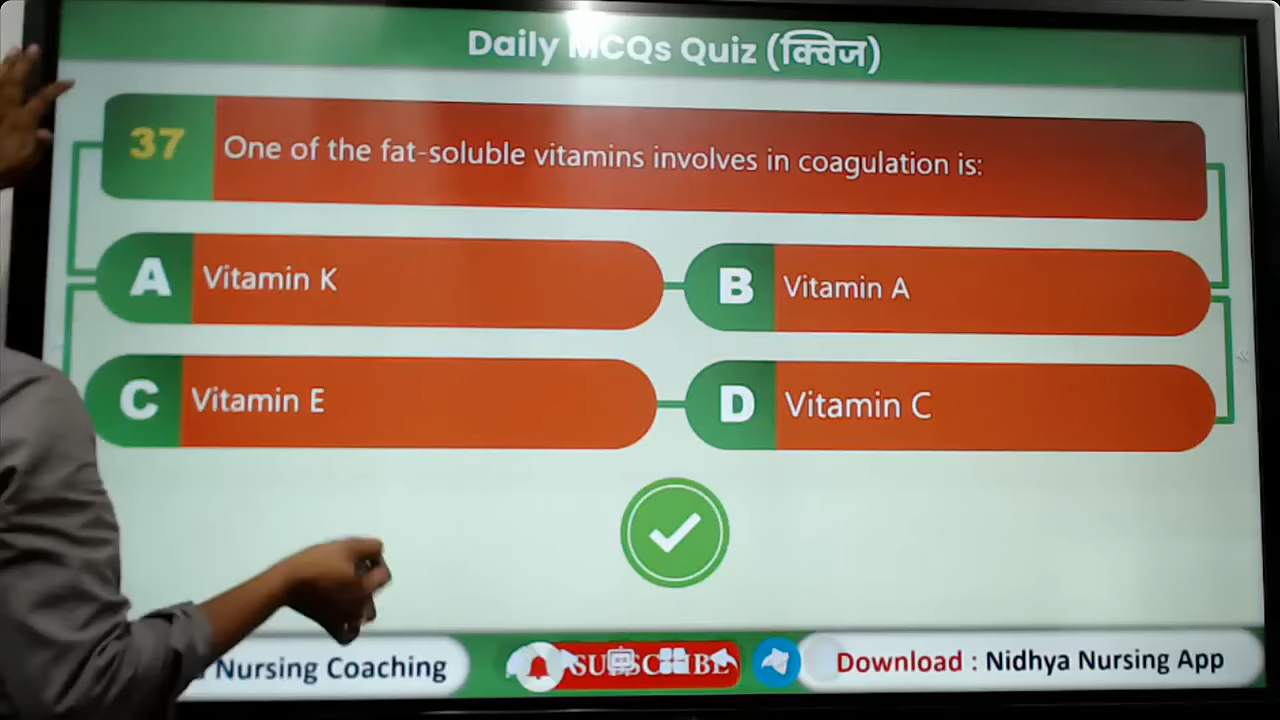 Daily MCQs Quiz (क्विज)
37 One of the fat-soluble vitamins involves in coagulation is:
A Vitamin K
B Vitamin A
C Vitamin E
D Vitamin C
Nursing Coaching
SUBSCRIBE
Download : Nidhya Nursing App